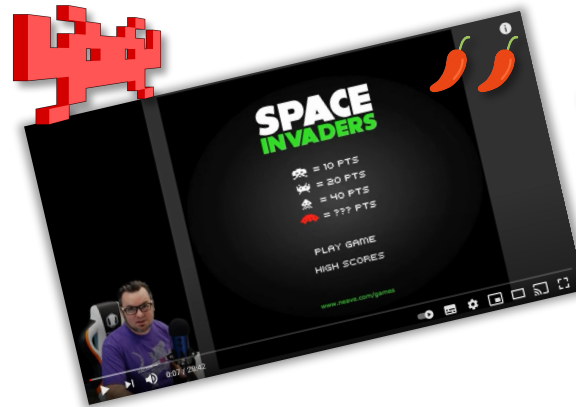 SPACE
INVADERS
= 10 PTS
= 20 PTS
= 40 PTS
= ??? PTS
PLAY GAME
HIGH SCORES
www.neave.com/games
0:07 / 28:42